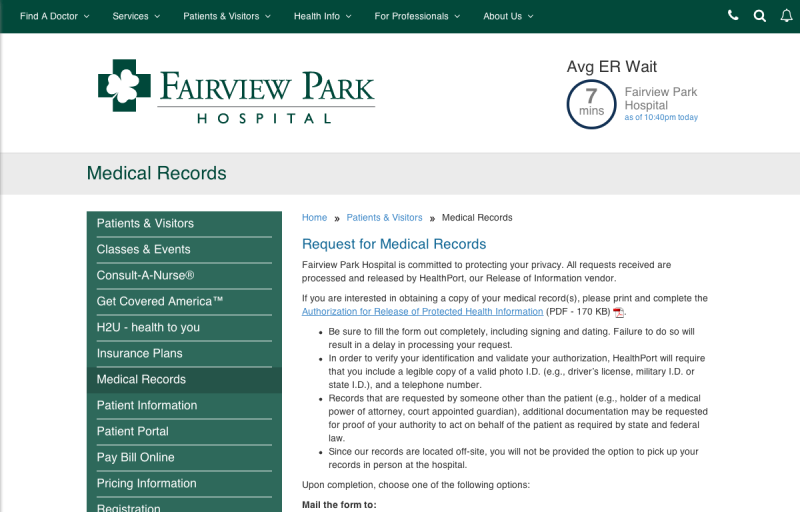 Find A Doctor Services Patients & Visitors Health Info For Professionals About Us
FAIRVIEW PARK
HOSPITAL
Avg ER Wait
7
mins
Fairview Park
Hospital
as of 10:40pm today
Medical Records
Patients & Visitors
Classes & Events
Consult-A-Nurse®
Get Covered America™
H2U - health to you
Insurance Plans
Medical Records
Patient Information
Patient Portal
Pay Bill Online
Pricing Information
Registration
Home » Patients & Visitors » Medical Records
Request for Medical Records
Fairview Park Hospital is committed to protecting your privacy. All requests received are
processed and released by HealthPort, our Release of Information vendor.
If you are interested in obtaining a copy of your medical record(s), please print and complete the
Authorization for Release of Protected Health Information (PDF - 170 KB).
• Be sure to fill the form out completely, including signing and dating. Failure to do so will
result in a delay in processing your request.
• In order to verify your identification and validate your authorization, HealthPort will require
that you include a legible copy of a valid photo I.D. (e.g., driver's license, military I.D. or
state I.D.), and a telephone number.
• Records that are requested by someone other than the patient (e.g., holder of a medical
power of attorney, court appointed guardian), additional documentation may be requested
for proof of your authority to act on behalf of the patient as required by state and federal
law.
• Since our records are located off-site, you will not be provided the option to pick up your
records in person at the hospital.
Upon completion, choose one of the following options:
Mail the form to: